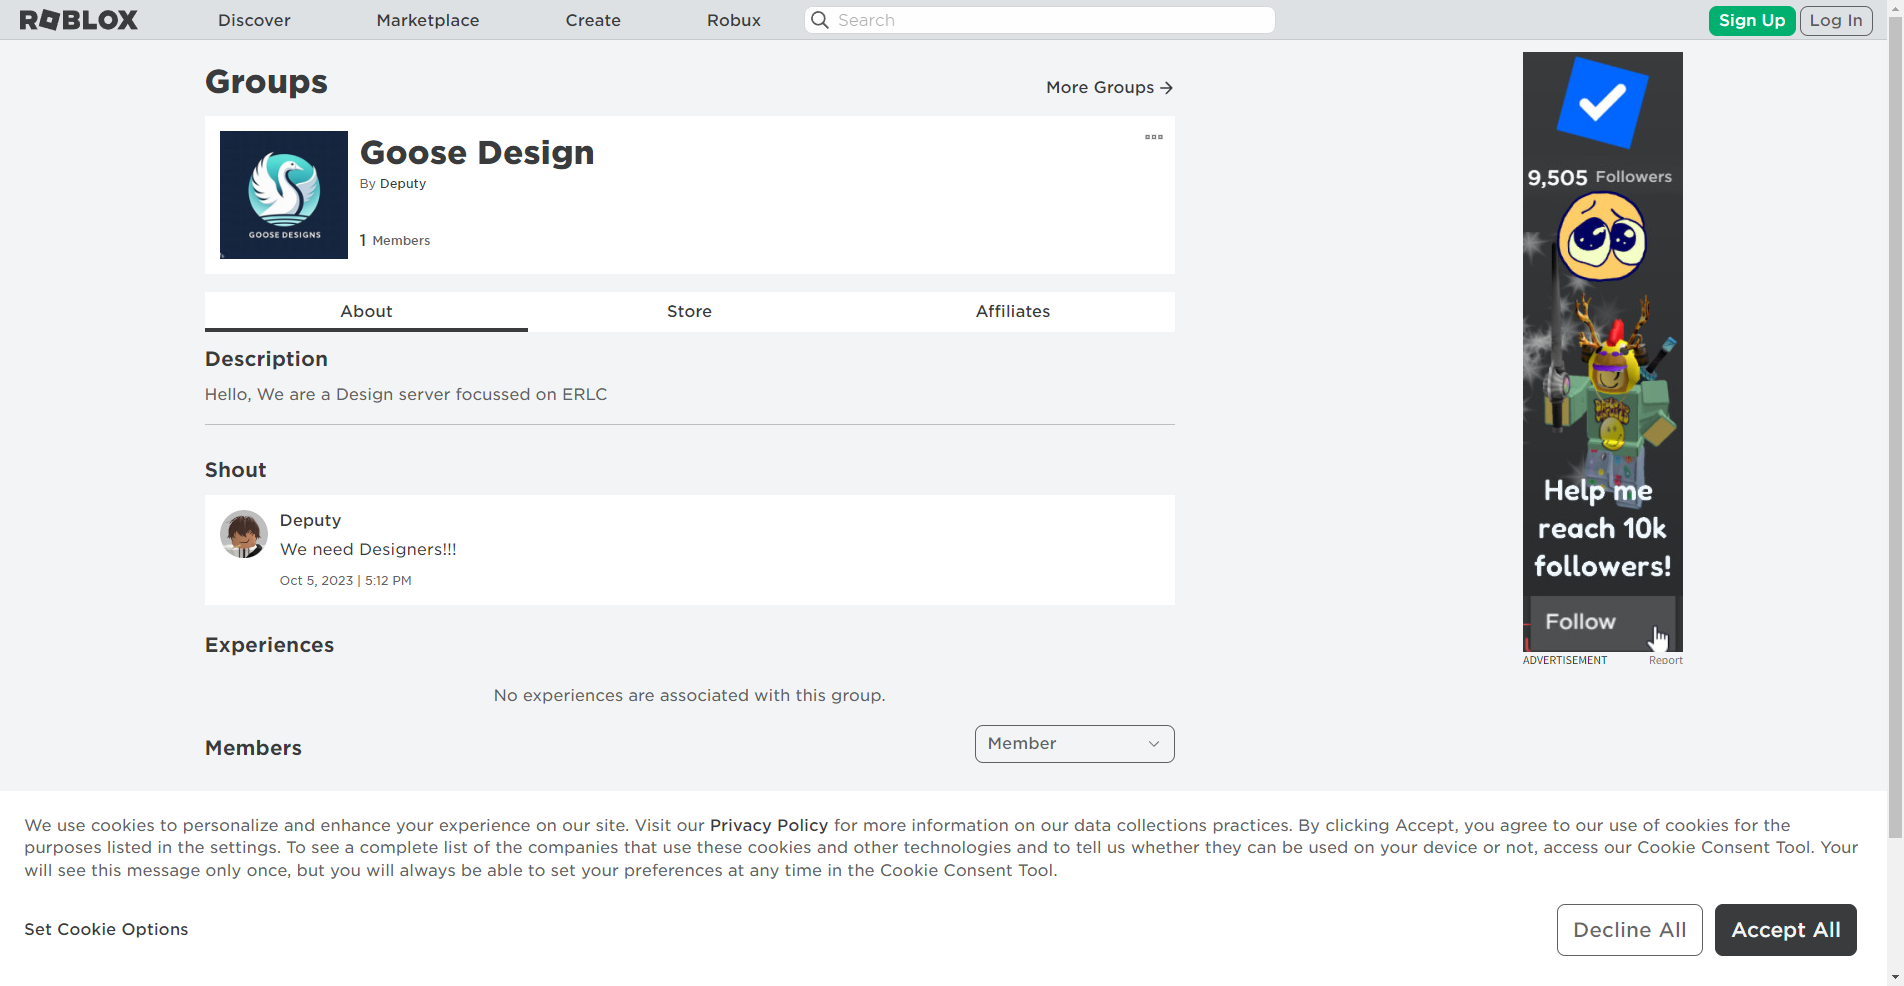 ROBLOX Discover Marketplace Create Robux Search Sign Up Log In
Groups
More Groups →
GOOSE DESIGNS
Goose Design
By Deputy
1 Members
About Store Affiliates
Description
Hello, We are a Design server focussed on ERLC
Shout
Deputy
We need Designers!!!
Oct 5, 2023 | 5:12 PM
Experiences
No experiences are associated with this group.
Members
Member
9,505 Followers
Help me
reach 10k
followers!
Follow
ADVERTISEMENT Report
We use cookies to personalize and enhance your experience on our site. Visit our Privacy Policy for more information on our data collections practices. By clicking Accept, you agree to our use of cookies for the
purposes listed in the settings. To see a complete list of the companies that use these cookies and other technologies and to tell us whether they can be used on your device or not, access our Cookie Consent Tool. Your
will see this message only once, but you will always be able to set your preferences at any time in the Cookie Consent Tool.
Set Cookie Options
Decline All
Accept All